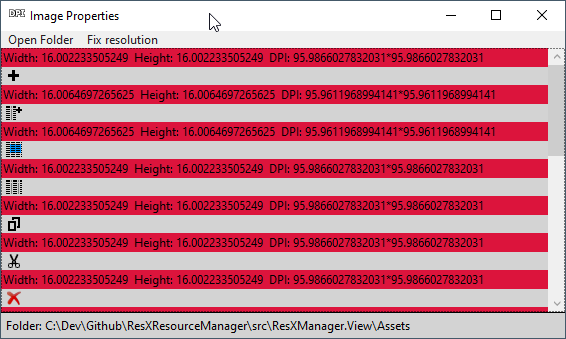 DPI Image Properties
Open Folder Fix resolution
Width: 16.002233505249 Height: 16.002233505249 DPI: 95.9866027832031*95.9866027832031
Width: 16.0064697265625 Height: 16.0064697265625 DPI: 95.9611968994141*95.9611968994141
Width: 16.0064697265625 Height: 16.0064697265625 DPI: 95.9611968994141*95.9611968994141
Width: 16.002233505249 Height: 16.002233505249 DPI: 95.9866027832031*95.9866027832031
Width: 16.002233505249 Height: 16.002233505249 DPI: 95.9866027832031*95.9866027832031
Width: 16.002233505249 Height: 16.002233505249 DPI: 95.9866027832031*95.9866027832031
Width: 16.002233505249 Height: 16.002233505249 DPI: 95.9866027832031*95.9866027832031
Folder: C:\Dev\Github\ResXResourceManager\src\ResXManager.View\Assets